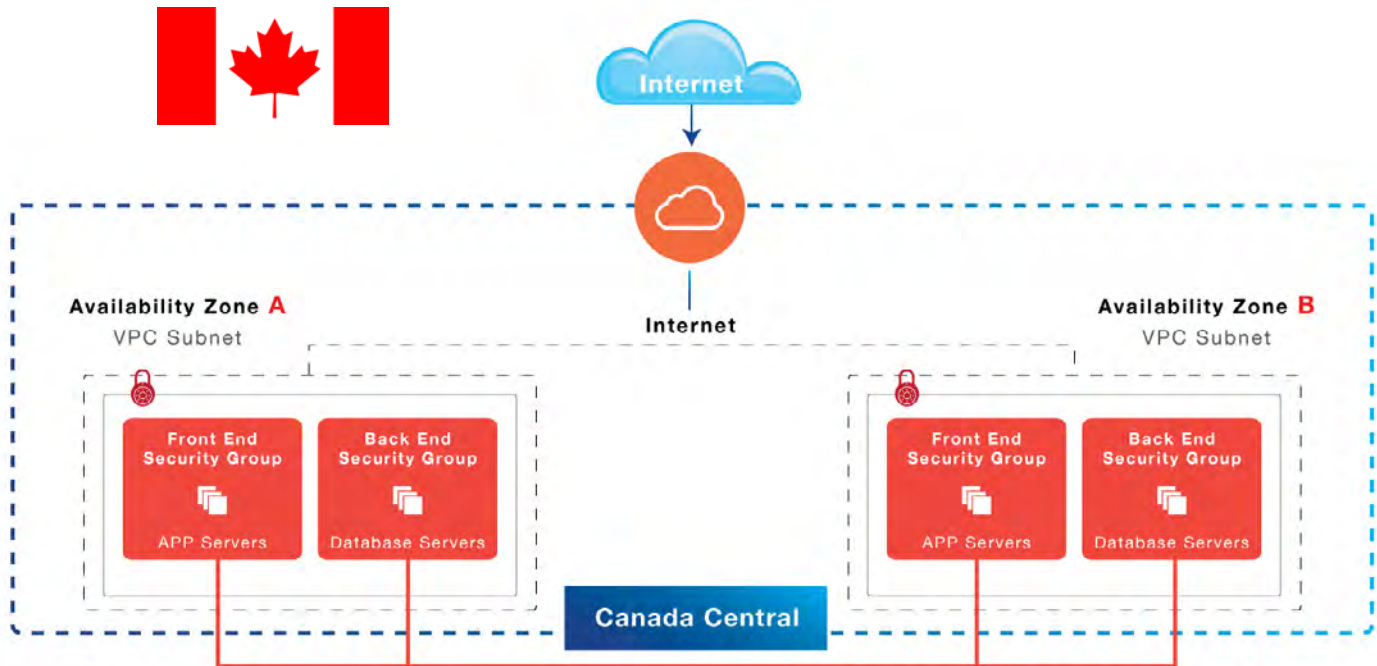 Internet
Internet
Availability Zone A
VPC Subnet
Front End
Security Group
APP Servers
Back End
Security Group
Database Servers
Availability Zone B
VPC Subnet
Front End
Security Group
APP Servers
Back End
Security Group
Database Servers
Canada Central